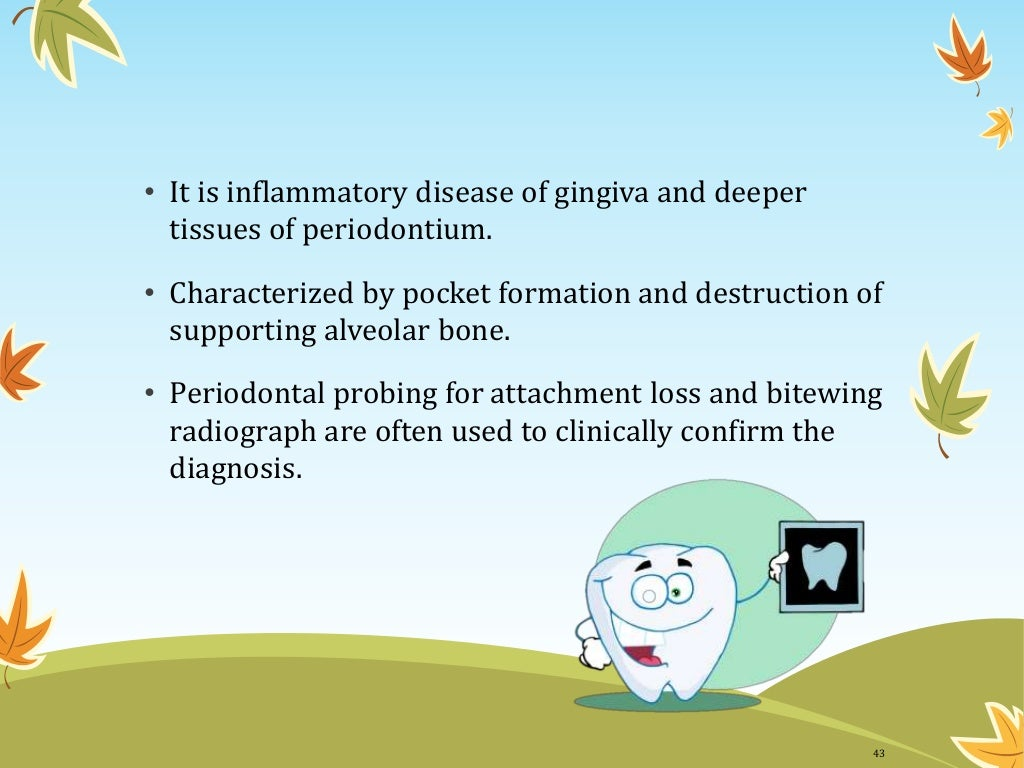 • It is inflammatory disease of gingiva and deeper
tissues of periodontium.
• Characterized by pocket formation and destruction of
supporting alveolar bone.
• Periodontal probing for attachment loss and bitewing
radiograph are often used to clinically confirm the
diagnosis.
43